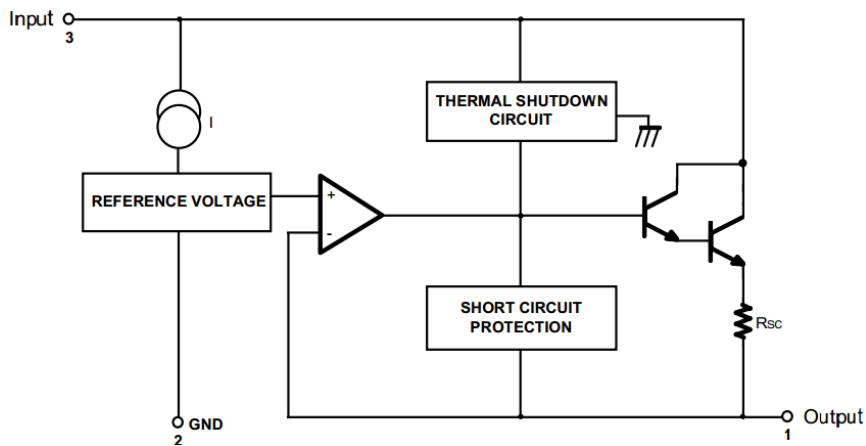 Input
3
I
THERMAL SHUTDOWN
CIRCUIT
REFERENCE VOLTAGE
+
-
SHORT CIRCUIT
PROTECTION
Rsc
GND
2
Output
1